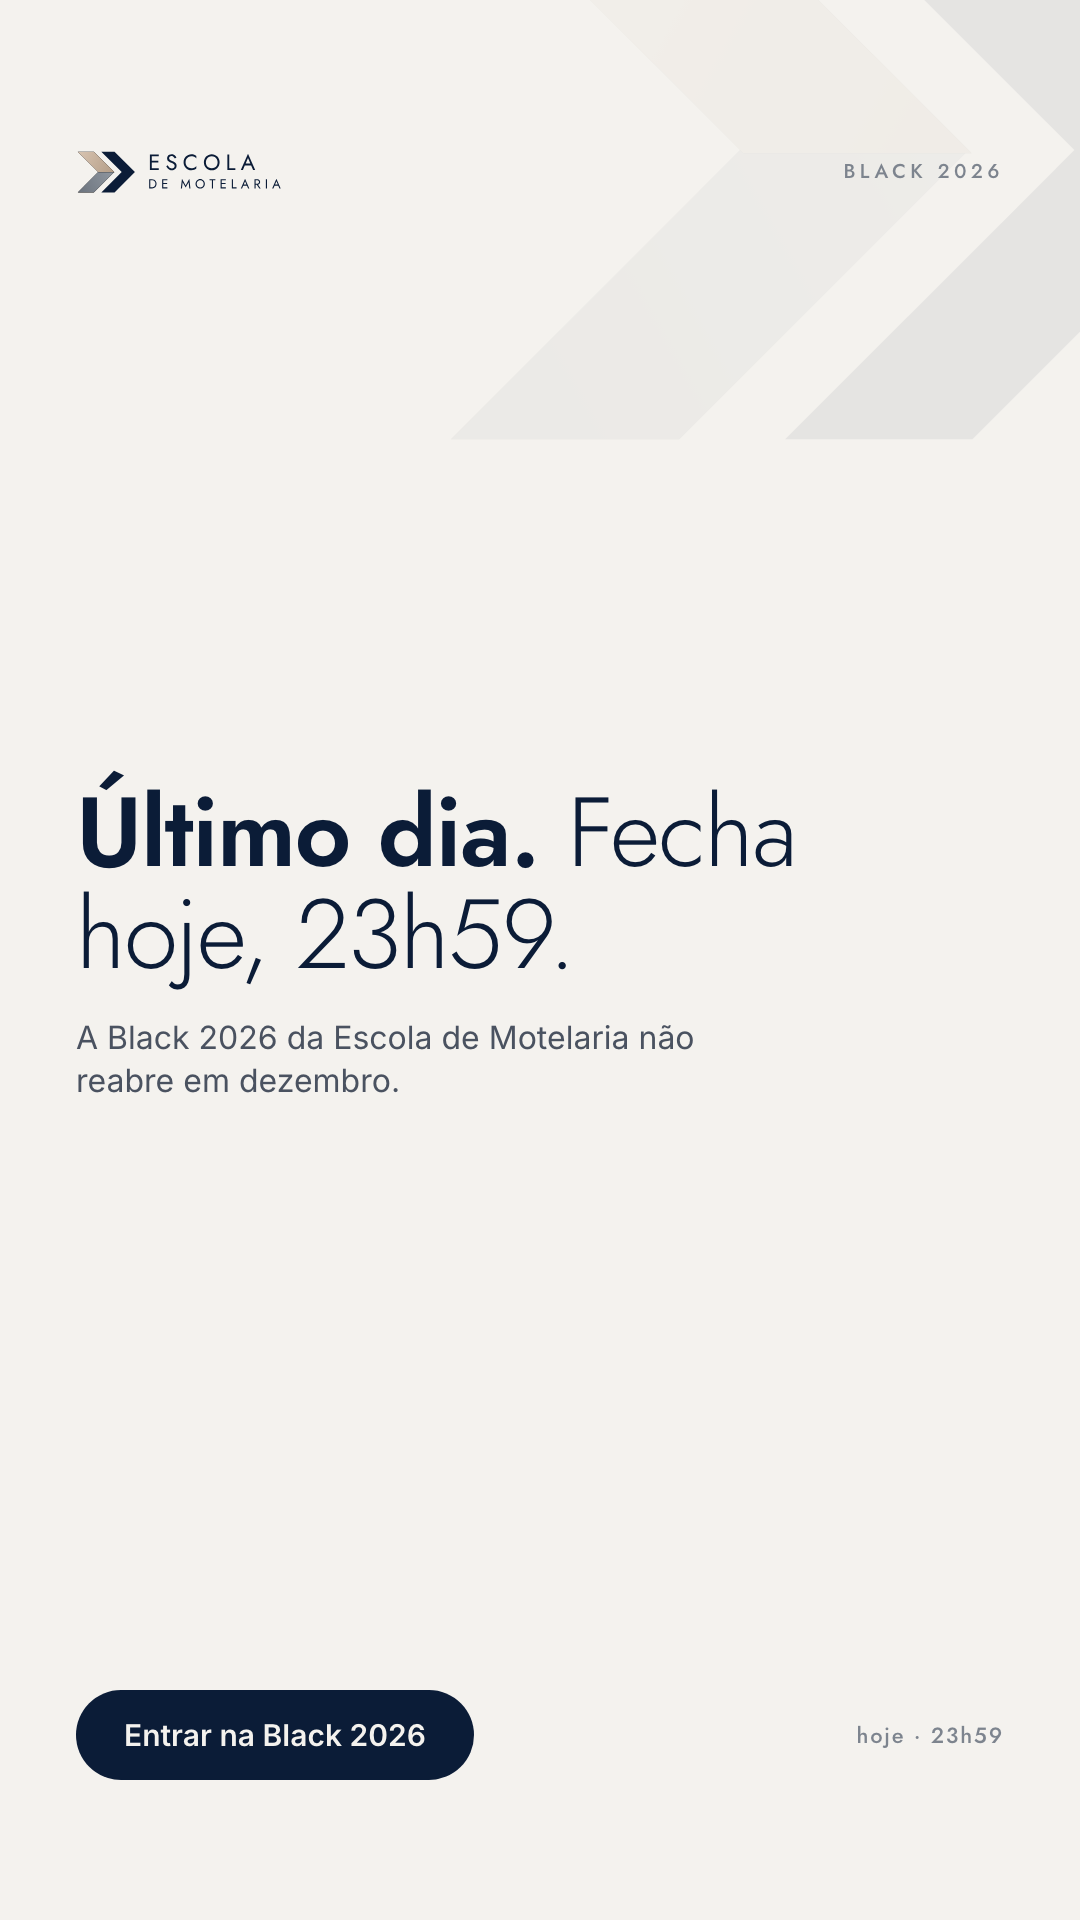 ESCOLA
DE MOTELARIA
BLACK 2026
Último dia. Fecha
hoje, 23h59.
A Black 2026 da Escola de Motelaria não
reabre em dezembro.
Entrar na Black 2026
hoje · 23h59